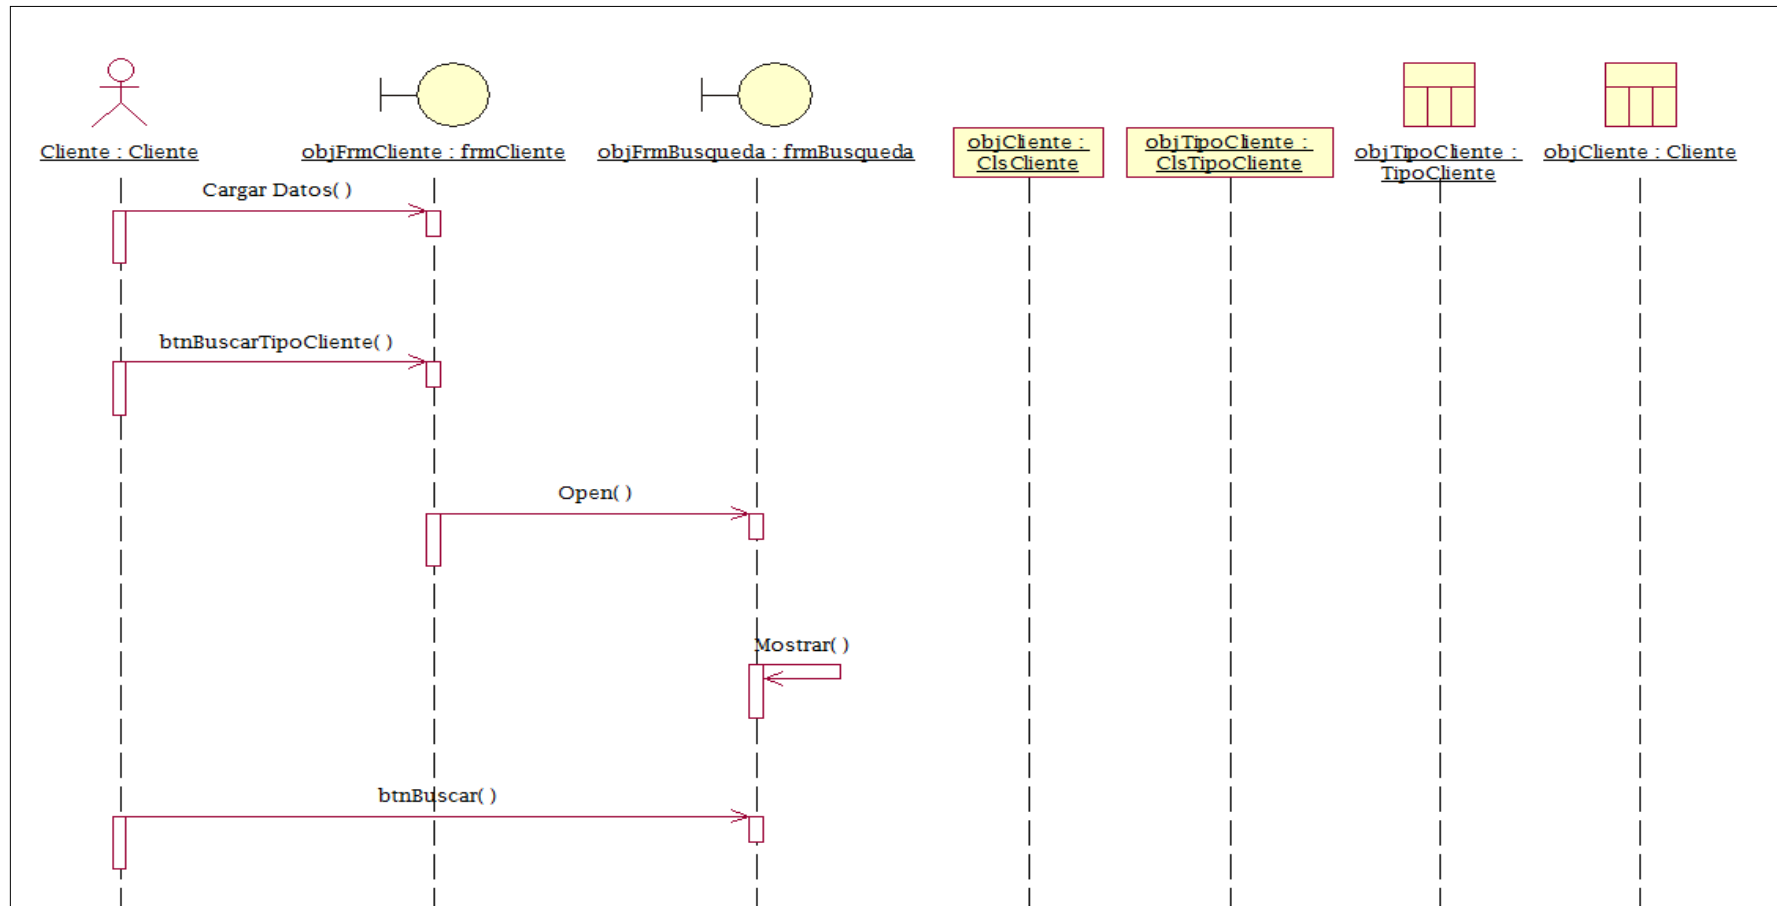 Cliente : Cliente
objFrmCliente : frmCliente
objFrmBusqueda : frmBusqueda
objCliente :
ClsCliente
objTipoCliente :
ClsTipoCliente
objTipoCliente :
TipoCliente
objCliente : Cliente
Cargar Datos( )
btnBuscarTipoCliente( )
Open( )
Mostrar( )
btnBuscar( )